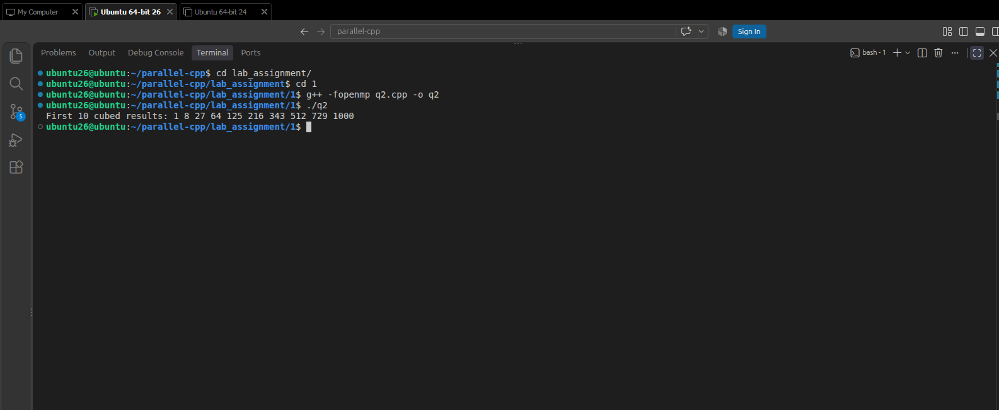 My Computer Ubuntu 64-bit 26 Ubuntu 64-bit 24
parallel-cpp Sign In
Problems Output Debug Console Terminal Ports bash - 1
ubuntu26@ubuntu:~/parallel-cpp$ cd lab_assignment/
ubuntu26@ubuntu:~/parallel-cpp/lab_assignment$ cd 1
ubuntu26@ubuntu:~/parallel-cpp/lab_assignment/1$ g++ -fopenmp q2.cpp -o q2
ubuntu26@ubuntu:~/parallel-cpp/lab_assignment/1$ ./q2
First 10 cubed results: 1 8 27 64 125 216 343 512 729 1000
ubuntu26@ubuntu:~/parallel-cpp/lab_assignment/1$
5